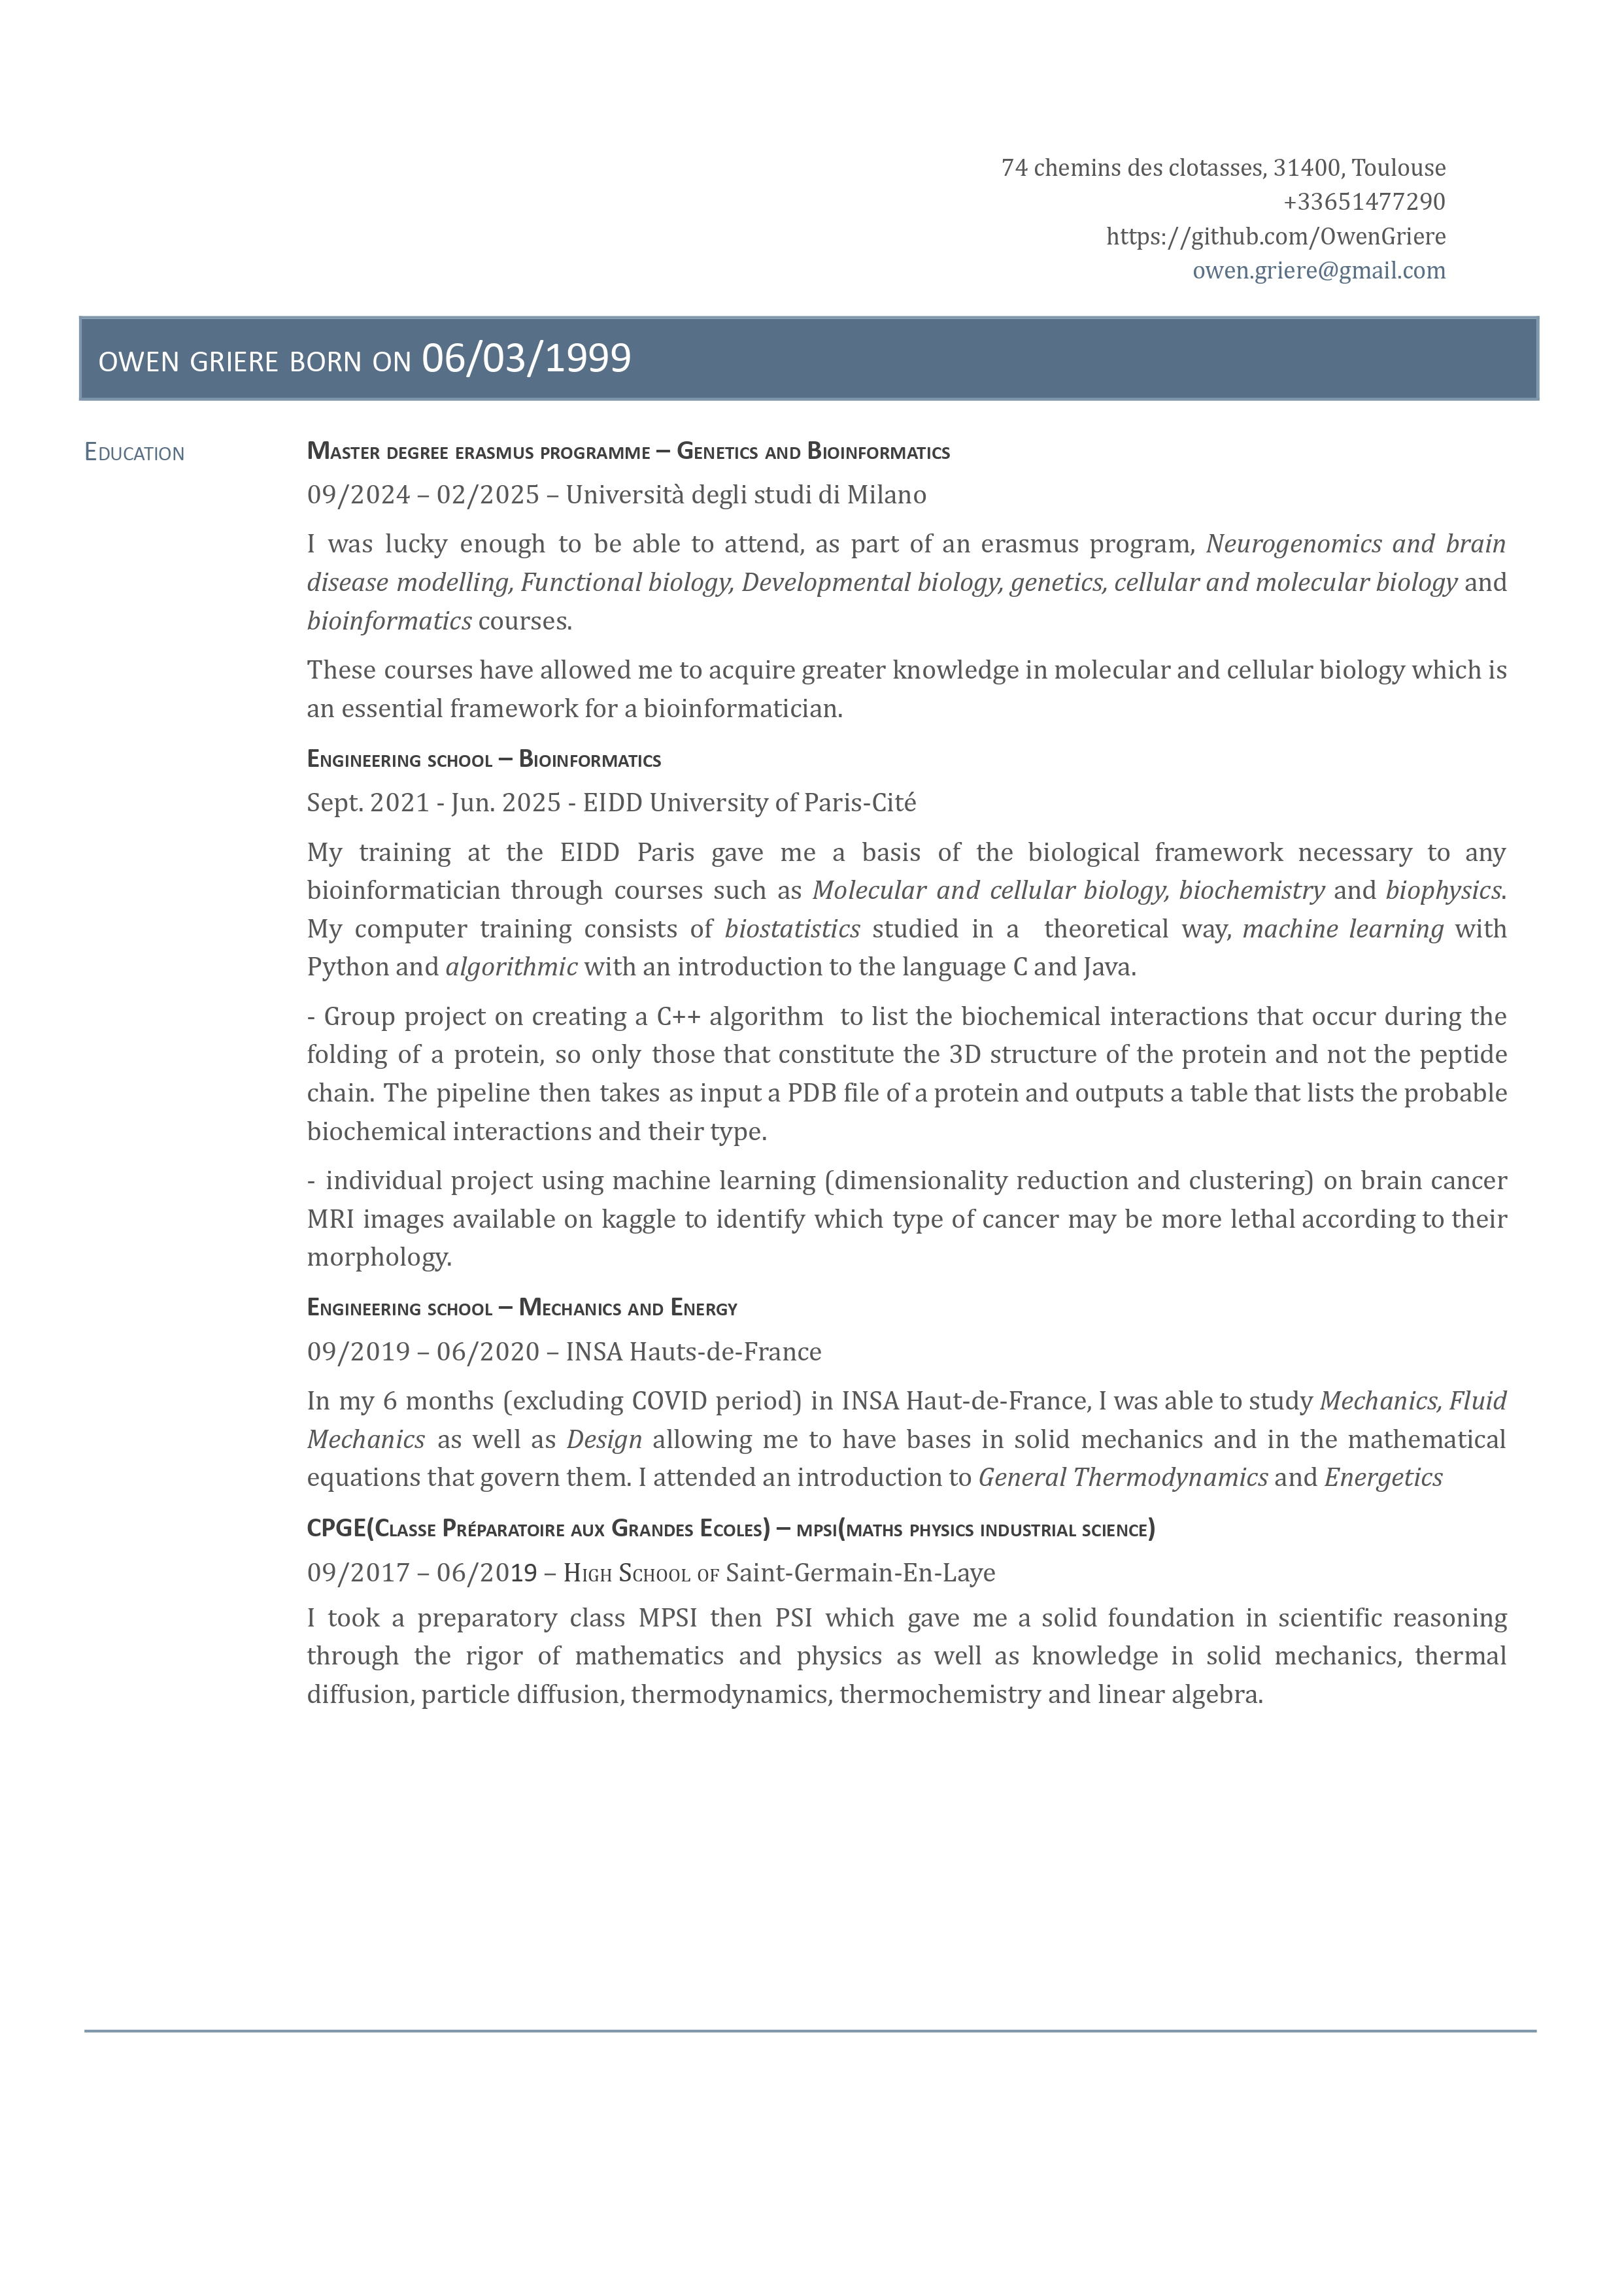 74 chemins des clotasses, 31400, Toulouse
+33651477290
https://github.com/OwenGriere
owen.griere@gmail.com
OWEN GRIERE BORN ON 06/03/1999
EDUCATION
MASTER DEGREE ERASMUS PROGRAMME – GENETICS AND BIOINFORMATICS
09/2024 – 02/2025 – Università degli studi di Milano
I was lucky enough to be able to attend, as part of an erasmus program, Neurogenomics and brain
disease modelling, Functional biology, Developmental biology, genetics, cellular and molecular biology and
bioinformatics courses.
These courses have allowed me to acquire greater knowledge in molecular and cellular biology which is
an essential framework for a bioinformatician.
ENGINEERING SCHOOL – BIOINFORMATICS
Sept. 2021 - Jun. 2025 - EIDD University of Paris-Cité
My training at the EIDD Paris gave me a basis of the biological framework necessary to any
bioinformatician through courses such as Molecular and cellular biology, biochemistry and biophysics.
My computer training consists of biostatistics studied in a theoretical way, machine learning with
Python and algorithmic with an introduction to the language C and Java.
- Group project on creating a C++ algorithm to list the biochemical interactions that occur during the
folding of a protein, so only those that constitute the 3D structure of the protein and not the peptide
chain. The pipeline then takes as input a PDB file of a protein and outputs a table that lists the probable
biochemical interactions and their type.
- individual project using machine learning (dimensionality reduction and clustering) on brain cancer
MRI images available on kaggle to identify which type of cancer may be more lethal according to their
morphology.
ENGINEERING SCHOOL – MECHANICS AND ENERGY
09/2019 – 06/2020 – INSA Hauts-de-France
In my 6 months (excluding COVID period) in INSA Haut-de-France, I was able to study Mechanics, Fluid
Mechanics as well as Design allowing me to have bases in solid mechanics and in the mathematical
equations that govern them. I attended an introduction to General Thermodynamics and Energetics
CPGE(CLASSE PRÉPARATOIRE AUX GRANDES ECOLES) – MPSI(MATHS PHYSICS INDUSTRIAL SCIENCE)
09/2017 – 06/2019 – HIGH SCHOOL OF Saint-Germain-En-Laye
I took a preparatory class MPSI then PSI which gave me a solid foundation in scientific reasoning
through the rigor of mathematics and physics as well as knowledge in solid mechanics, thermal
diffusion, particle diffusion, thermodynamics, thermochemistry and linear algebra.